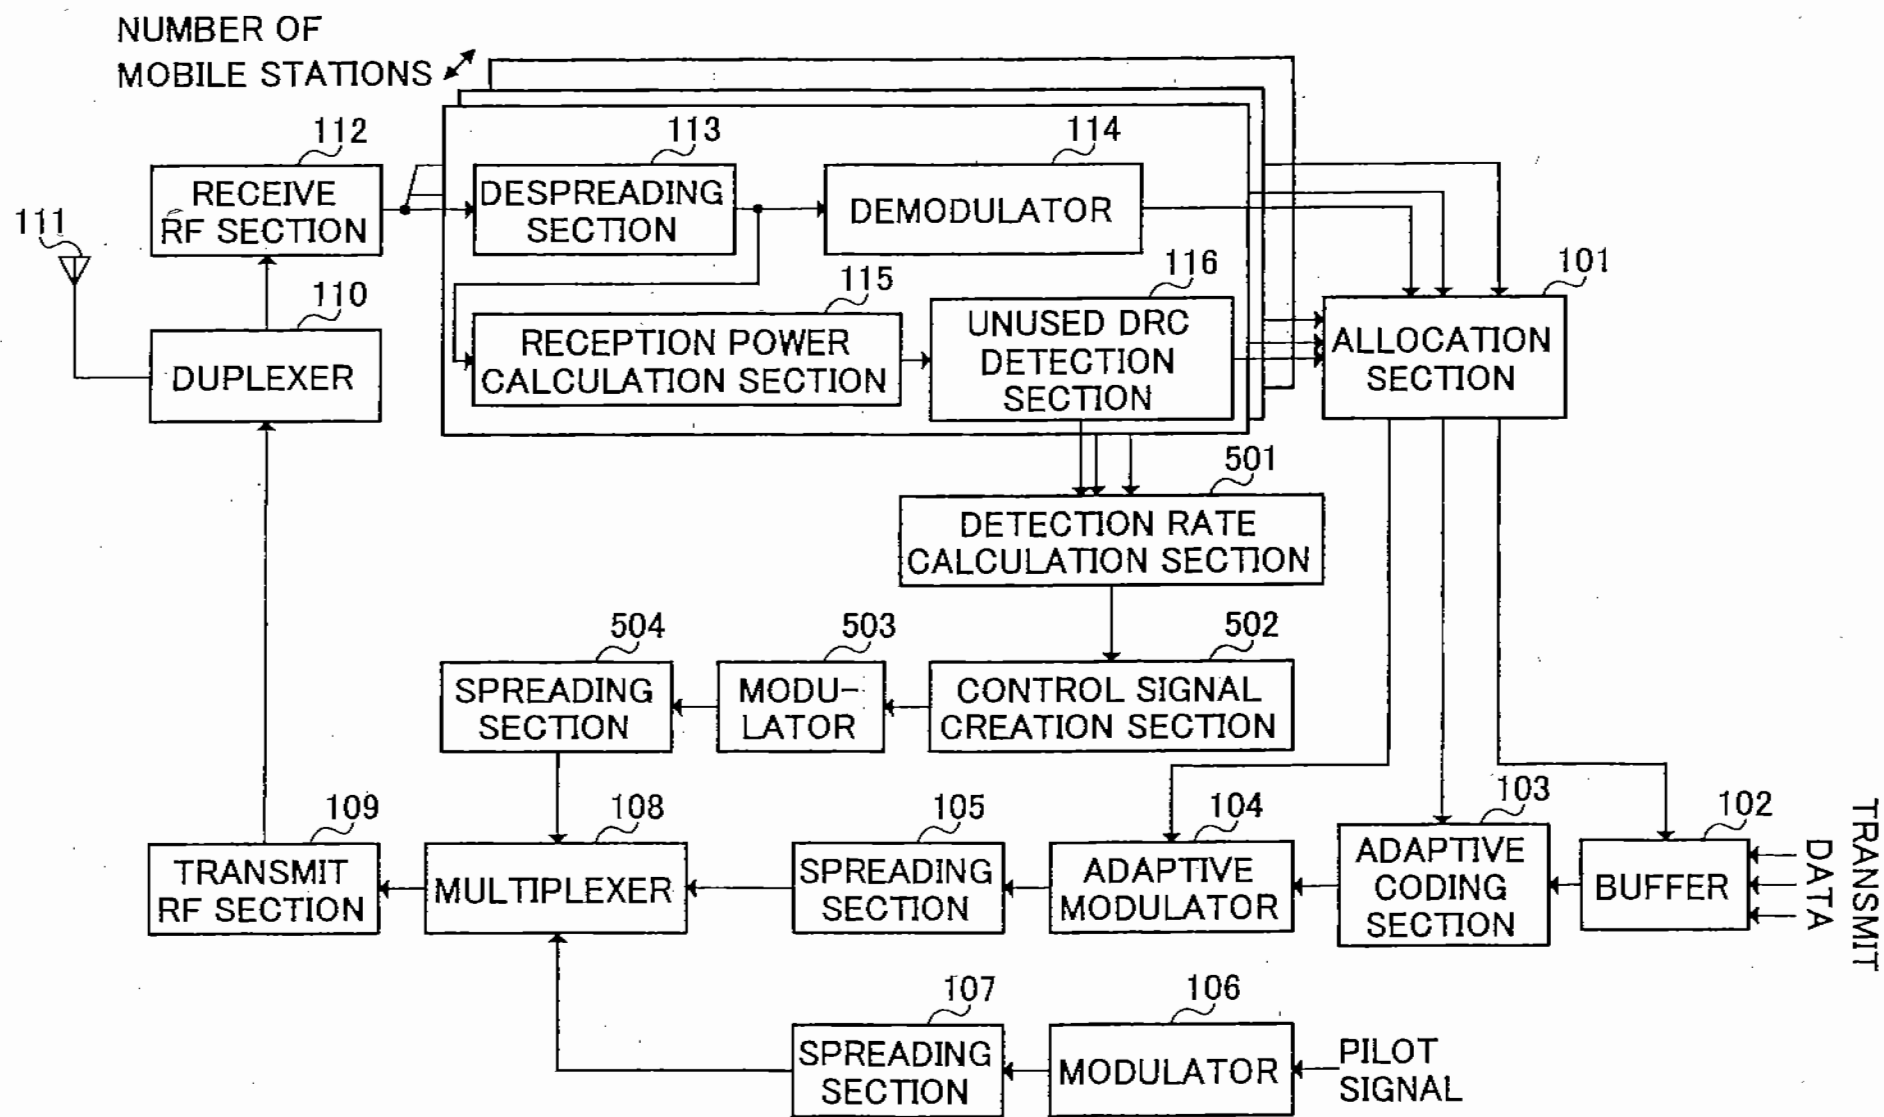 NUMBER OF
MOBILE STATIONS
112
113
114
RECEIVE
RF SECTION
DESPREADING
SECTION
DEMODULATOR
111
110
115
116
101
DUPLEXER
RECEPTION POWER
CALCULATION SECTION
UNUSED DRC
DETECTION
SECTION
ALLOCATION
SECTION
501
DETECTION RATE
CALCULATION SECTION
504
503
502
SPREADING
SECTION
MODU-
LATOR
CONTROL SIGNAL
CREATION SECTION
109
108
105
104
103
102
TRANSMIT
RF SECTION
MULTIPLEXER
SPREADING
SECTION
ADAPTIVE
MODULATOR
ADAPTIVE
CODING
SECTION
BUFFER
TRANSMIT
DATA
107
106
SPREADING
SECTION
MODULATOR
PILOT
SIGNAL